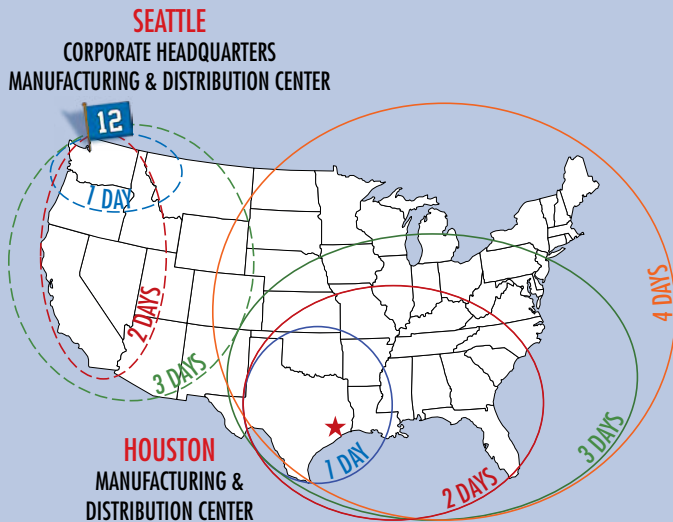 SEATTLE
CORPORATE HEADQUARTERS
MANUFACTURING & DISTRIBUTION CENTER
12
1 DAY
2 DAYS
3 DAYS
4 DAYS
HOUSTON
MANUFACTURING &
DISTRIBUTION CENTER
1 DAY
2 DAYS
3 DAYS